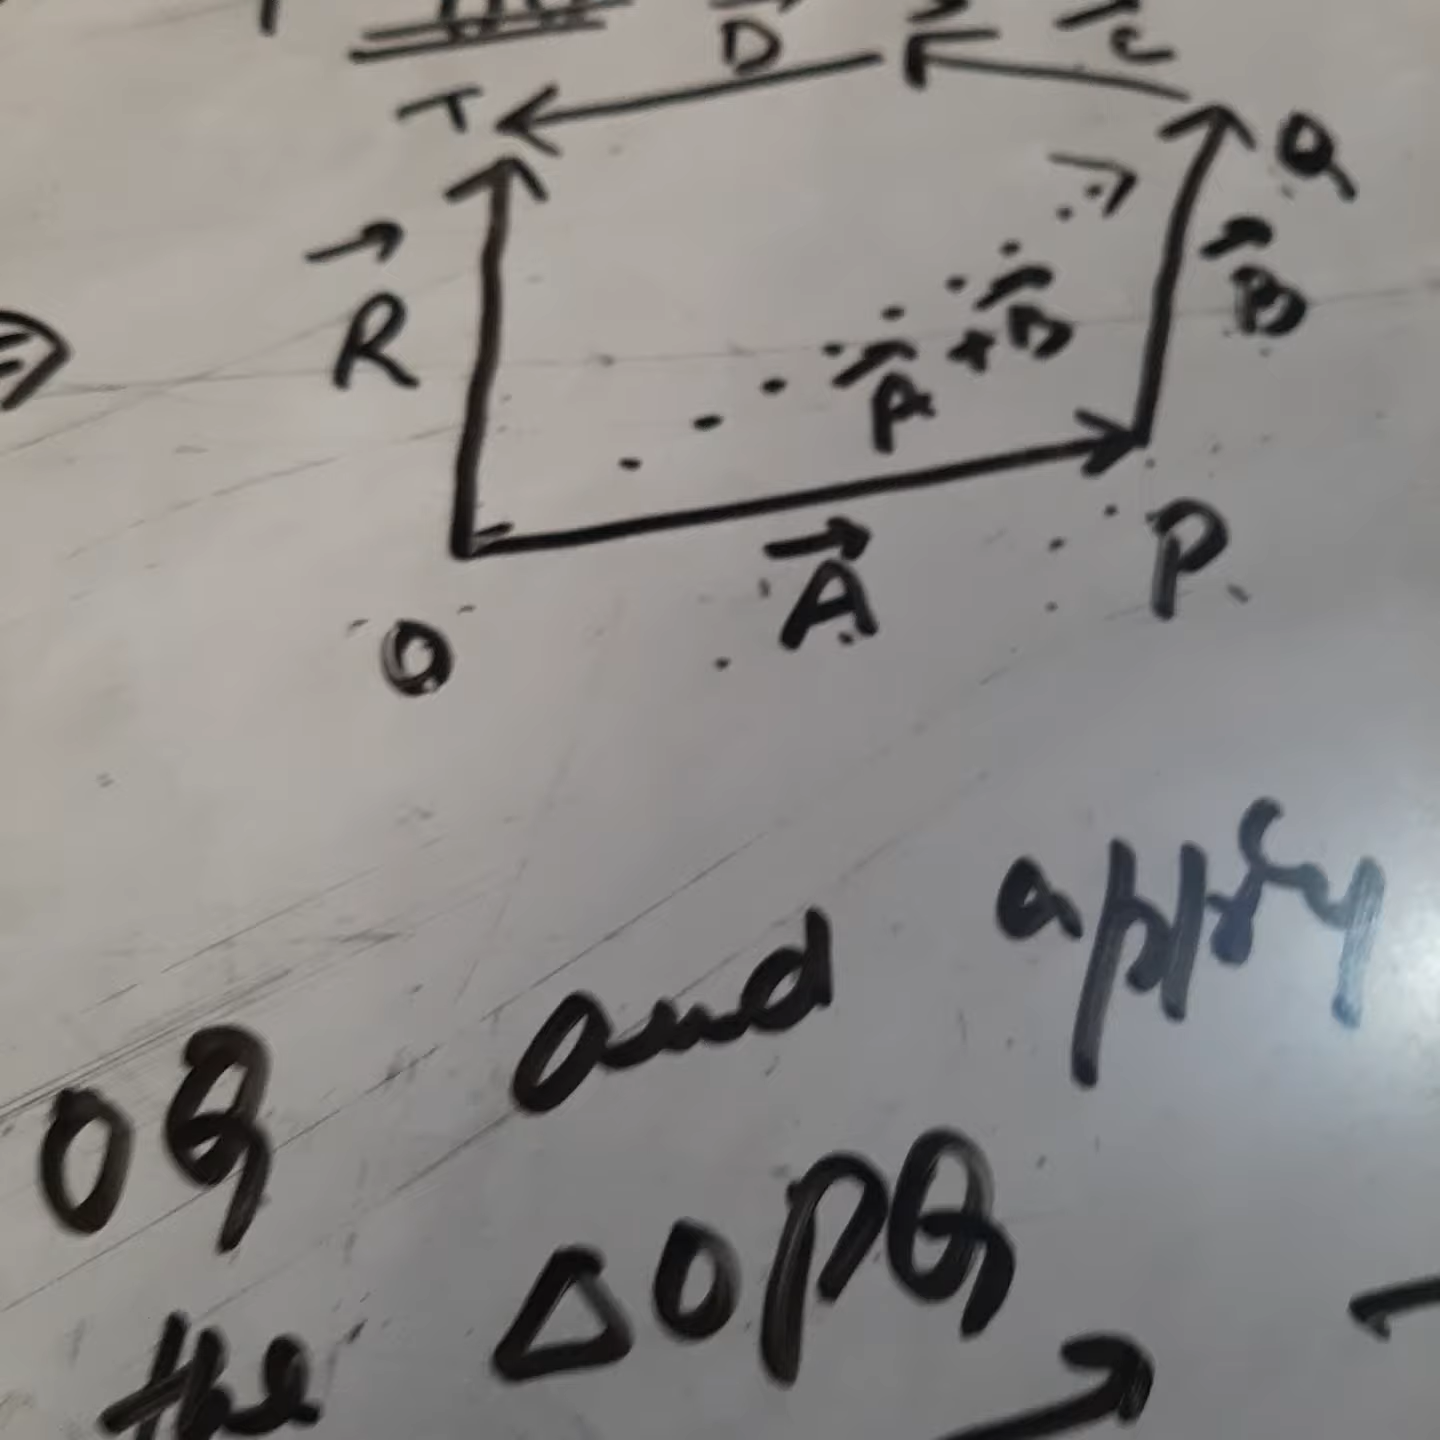 D C
T
Q
R
B
A + B
A
P
O
OQ and apply
the ΔOPQ